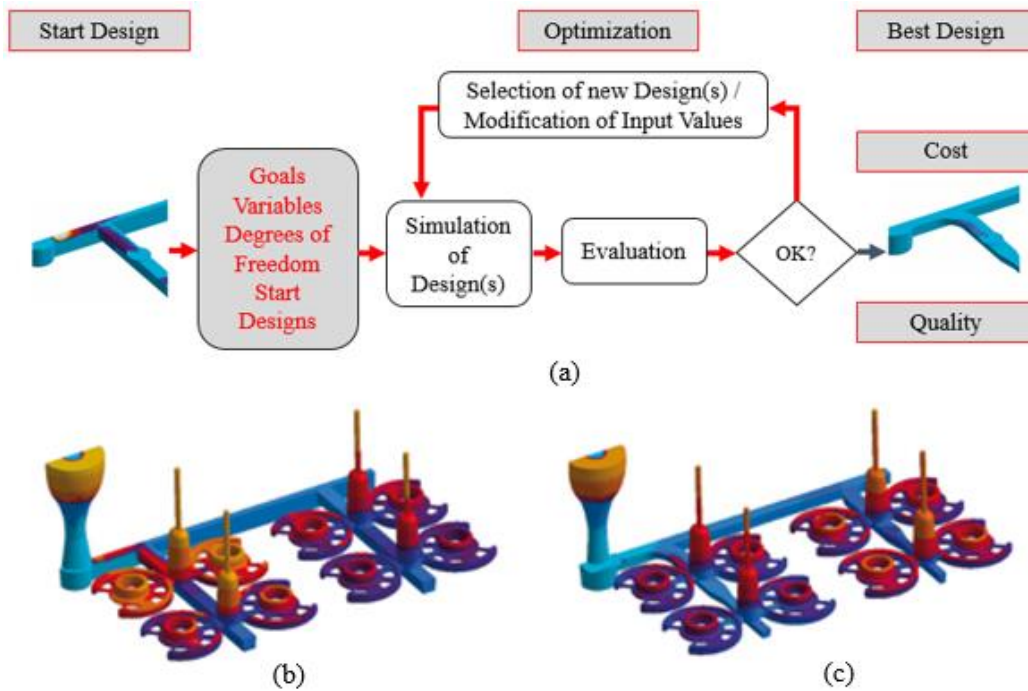 Start Design
Optimization
Best Design
Selection of new Design(s) /
Modification of Input Values
Goals
Variables
Degrees of
Freedom
Start
Designs
Simulation
of
Design(s)
Evaluation
OK?
Cost
Quality
(a)
(b)
(c)